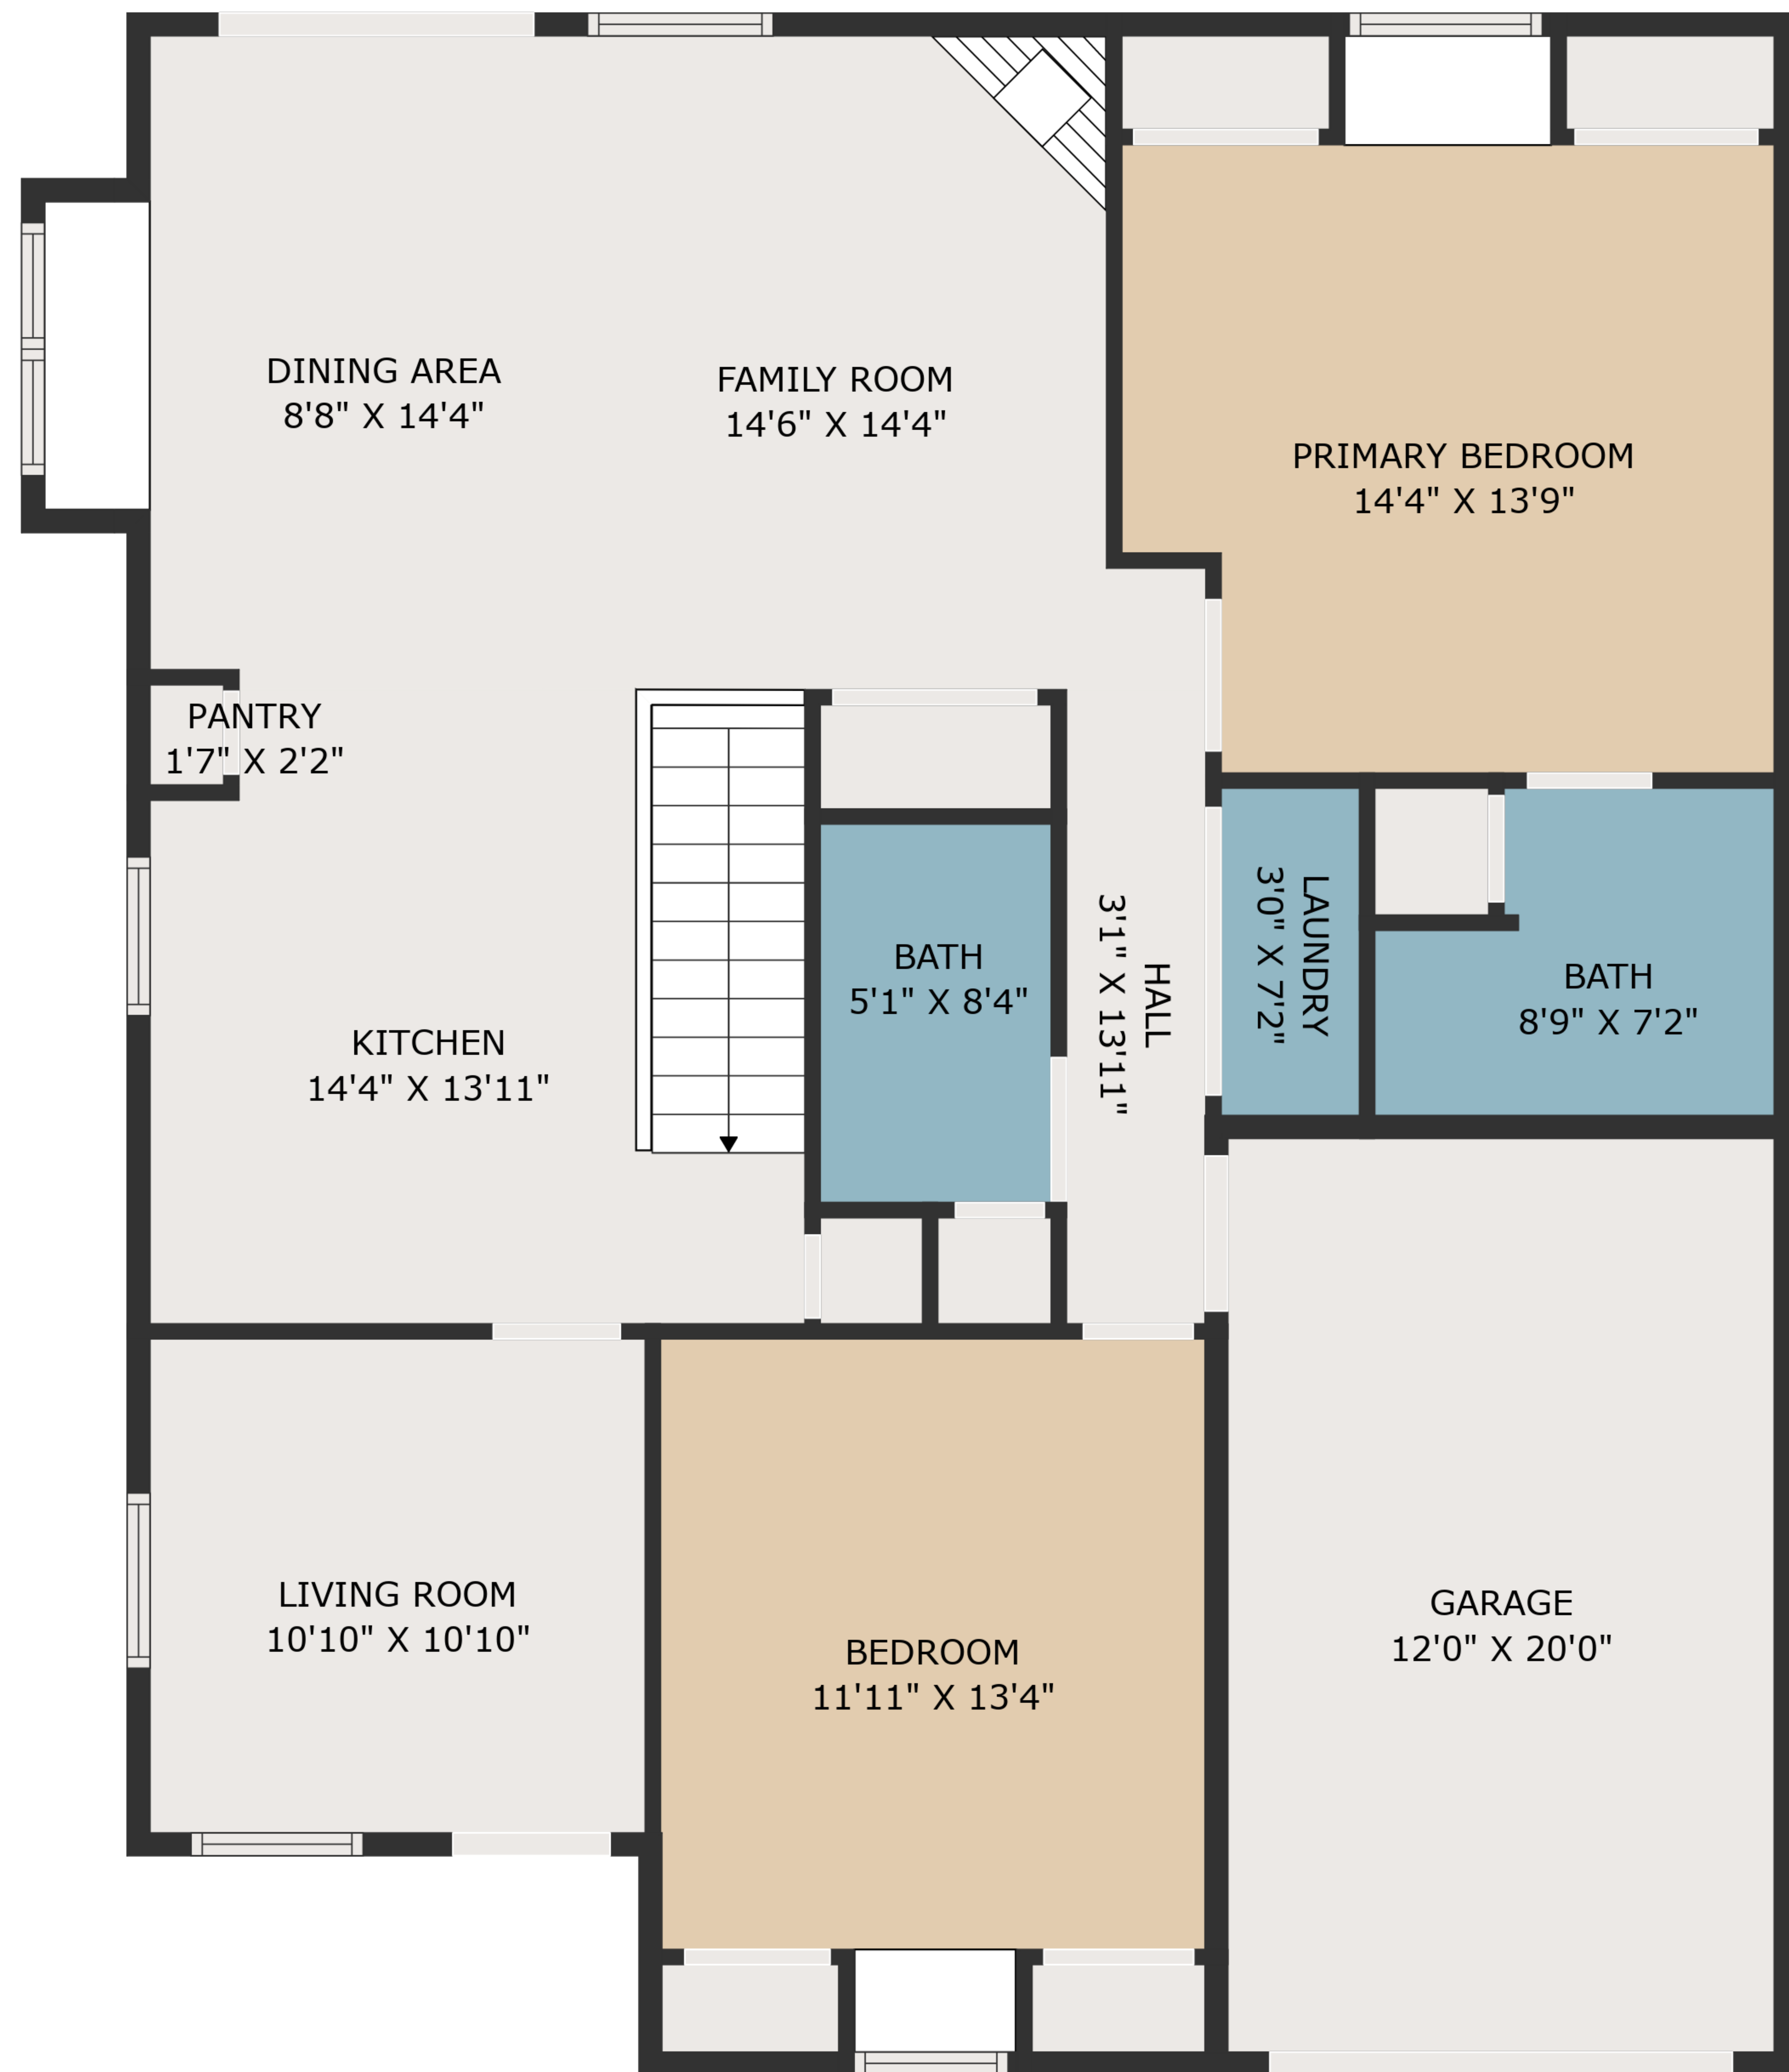 DINING AREA
8'8" X 14'4"
FAMILY ROOM
14'6" X 14'4"
PRIMARY BEDROOM
14'4" X 13'9"
PANTRY
1'7" X 2'2"
KITCHEN
14'4" X 13'11"
BATH
5'1" X 8'4"
HALL
3'1" X 13'11"
LAUNDRY
3'0" X 7'2"
BATH
8'9" X 7'2"
LIVING ROOM
10'10" X 10'10"
BEDROOM
11'11" X 13'4"
GARAGE
12'0" X 20'0"